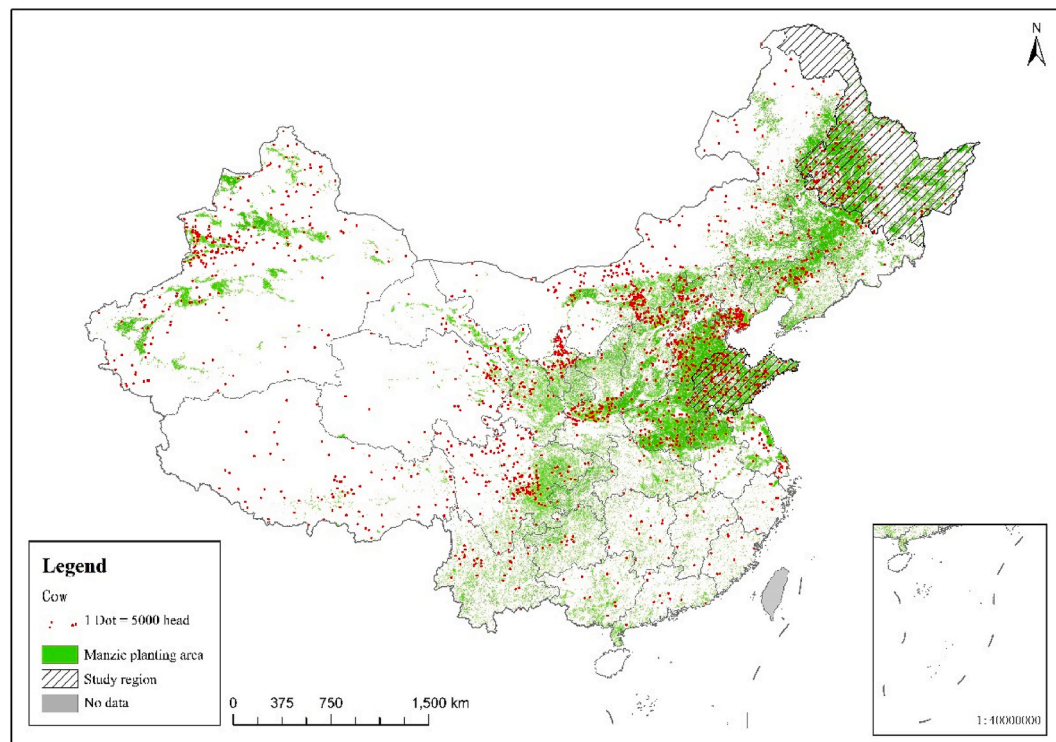 N
Legend
Cow
1 Dot = 5000 head
Manzic planting area
Study region
No data
0 375 750 1,500 km
1:40000000